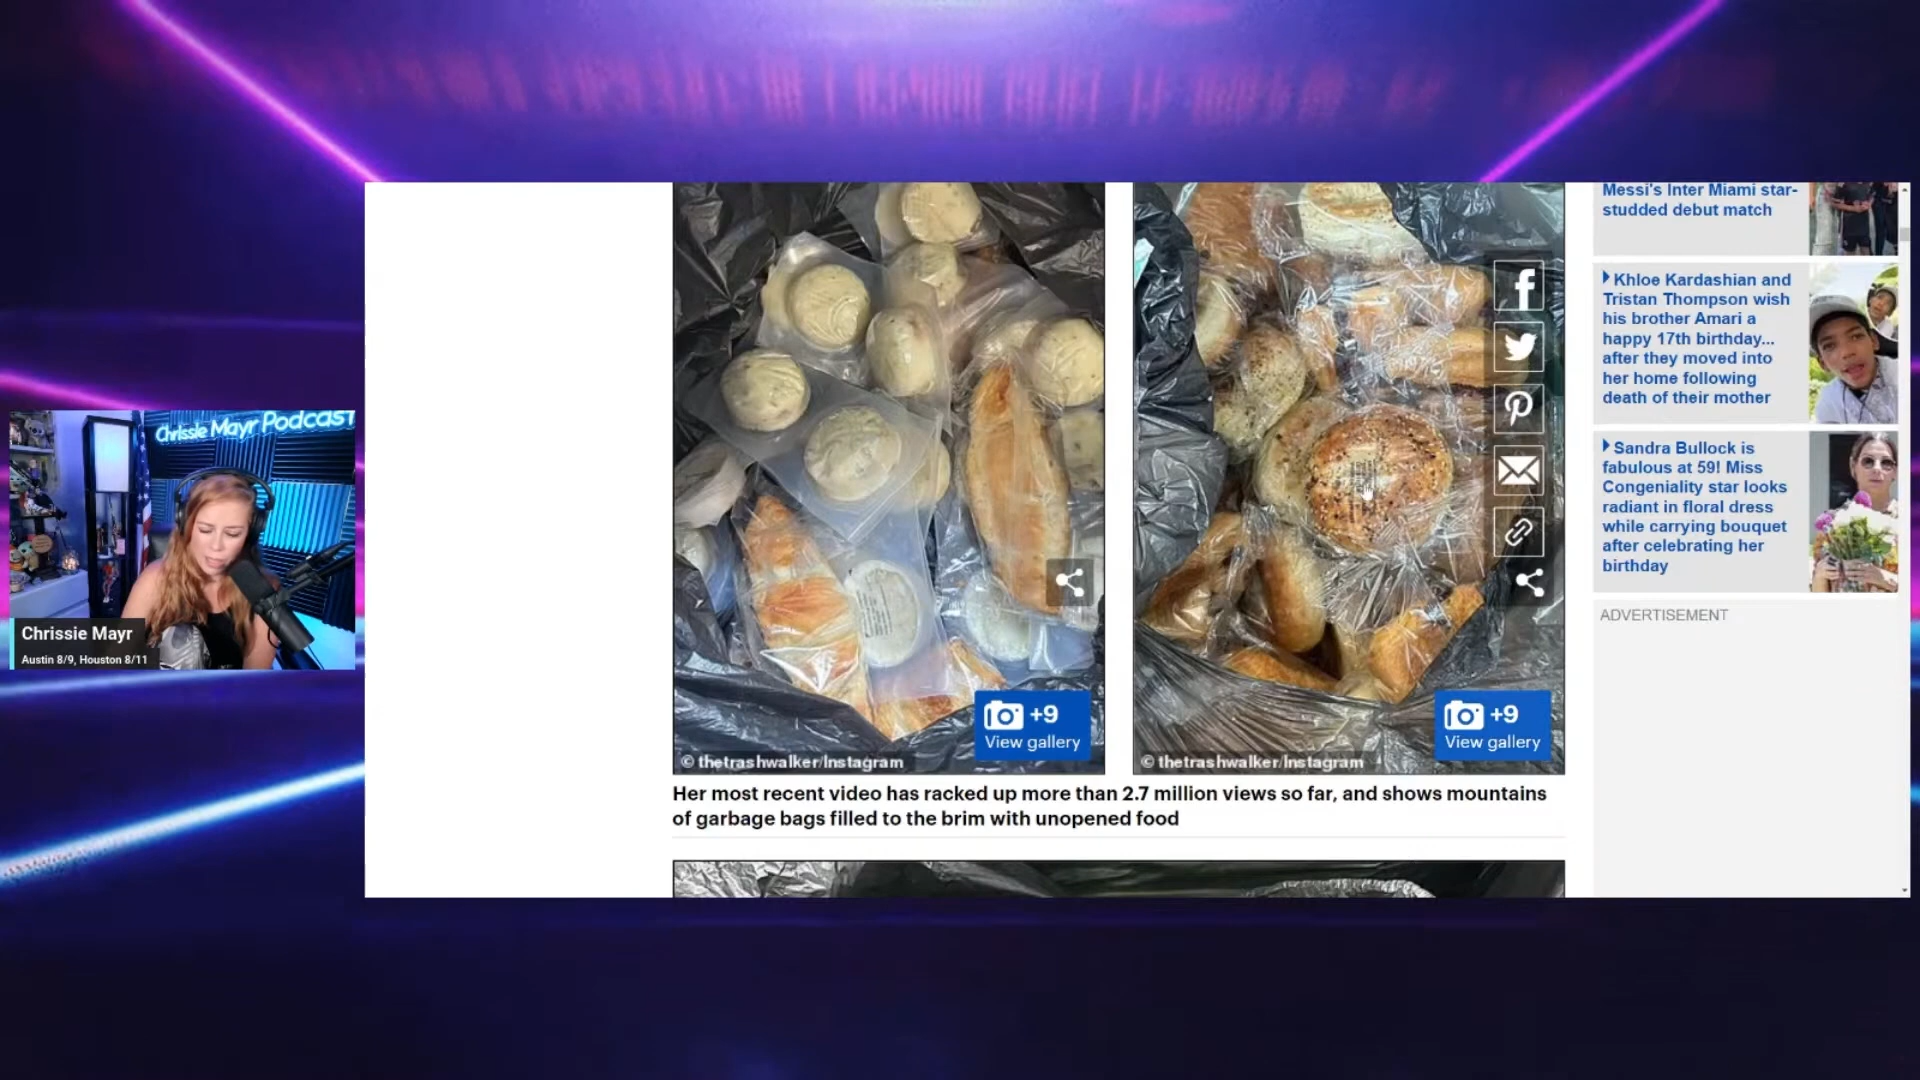 Chrissie Mayr Podcast
Chrissie Mayr
Austin 8/9, Houston 8/11
+9
View gallery
© thetrashwalker/Instagram
+9
View gallery
© thetrashwalker/Instagram
Her most recent video has racked up more than 2.7 million views so far, and shows mountains
of garbage bags filled to the brim with unopened food
Messi's Inter Miami star-
studded debut match
Khloe Kardashian and
Tristan Thompson wish
his brother Amari a
happy 17th birthday...
after they moved into
her home following
death of their mother
Sandra Bullock is
fabulous at 59! Miss
Congeniality star looks
radiant in floral dress
while carrying bouquet
after celebrating her
birthday
ADVERTISEMENT